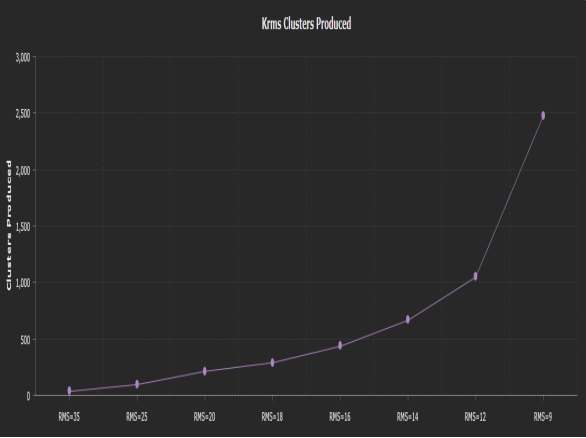 Krms Clusters Produced
Clusters Produced
3,000
2,500
2,000
1,500
1,000
500
0
RMS=35 RMS=25 RMS=20 RMS=18 RMS=16 RMS=14 RMS=12 RMS=9